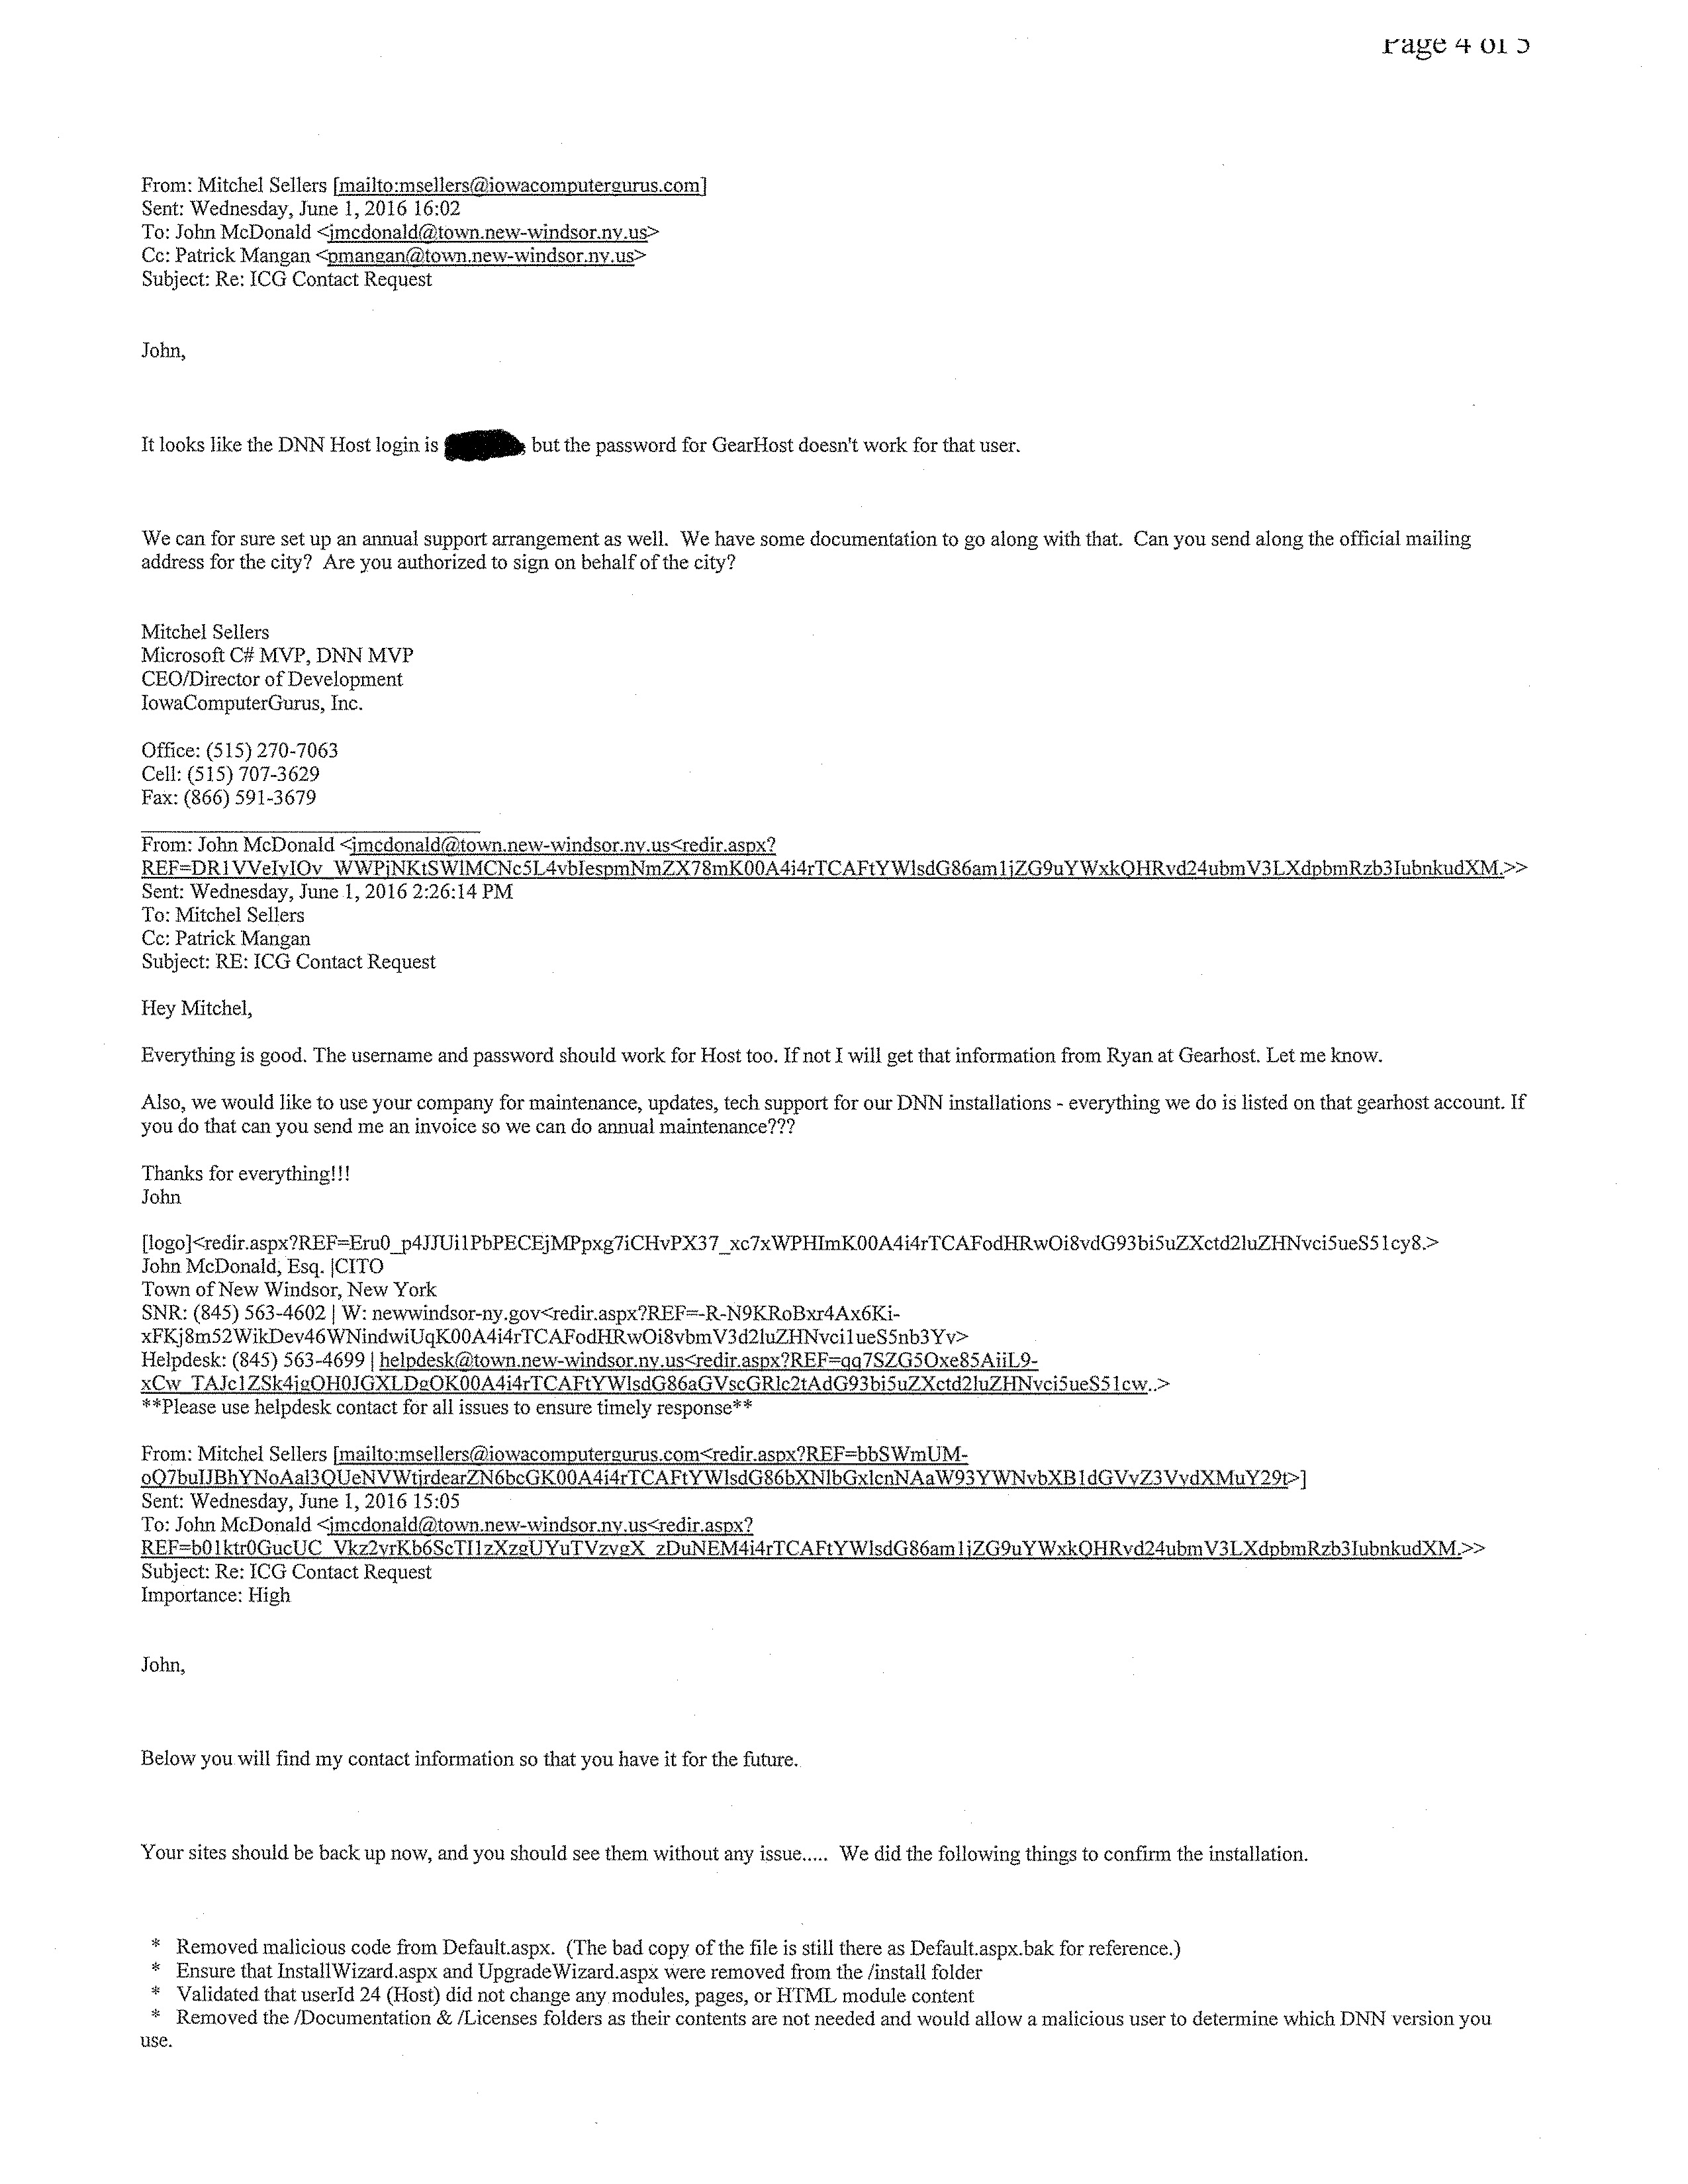 Page 4 of 5
From: Mitchel Sellers [mailto:msellers@iowacomputergurus.com]
Sent: Wednesday, June 1, 2016 16:02
To: John McDonald <jmcdonald@town.new-windsor.ny.us>
Cc: Patrick Mangan <pmangan@town.new-windsor.ny.us>
Subject: Re: ICG Contact Request
John,
It looks like the DNN Host login is but the password for GearHost doesn't work for that user.
We can for sure set up an annual support arrangement as well.  We have some documentation to go along with that.  Can you send along the official mailing
address for the city?  Are you authorized to sign on behalf of the city?
Mitchel Sellers
Microsoft C# MVP, DNN MVP
CEO/Director of Development
IowaComputerGurus, Inc.
Office: (515) 270-7063
Cell: (515) 707-3629
Fax: (866) 591-3679
From: John McDonald <jmcdonald@town.new-windsor.ny.us<redir.aspx?
REF=DR1VVeIyIOv_WWPjNKtSWlMCNc5L4vbIespmNmZX78mK00A4i4rTCAFtYWlsdG86am1jZG9uYWxkQHRvd24ubmV3LXdpbmRzb3IubnkudXM.>>
Sent: Wednesday, June 1, 2016 2:26:14 PM
To: Mitchel Sellers
Cc: Patrick Mangan
Subject: RE: ICG Contact Request
Hey Mitchel,
Everything is good. The username and password should work for Host too. If not I will get that information from Ryan at Gearhost. Let me know.
Also, we would like to use your company for maintenance, updates, tech support for our DNN installations - everything we do is listed on that gearhost account. If
you do that can you send me an invoice so we can do annual maintenance???
Thanks for everything!!!
John
[logo]<redir.aspx?REF=Eru0_p4JJUi1PbPECEjMPpxg7iCHvPX37_xc7xWPHImK00A4i4rTCAFodHRwOi8vdG93bi5uZXctd2luZHNvci5ueS51cy8.>
John McDonald, Esq. |CITO
Town of New Windsor, New York
SNR: (845) 563-4602 | W: newwindsor-ny.gov<redir.aspx?REF=-R-N9KRoBxr4Ax6Ki-
xFKj8m52WikDev46WNindwiUqK00A4i4rTCAFodHRwOi8vbmV3d2luZHNvci1ueS5nb3Yv>
Helpdesk: (845) 563-4699 | helpdesk@town.new-windsor.ny.us<redir.aspx?REF=qq7SZG5Oxe85AiiL9-
xCw_TAJc1ZSk4jgOH0JGXLDgOK00A4i4rTCAFtYWlsdG86aGVscGRlc2tAdG93bi5uZXctd2luZHNvci5ueS51cw..>
**Please use helpdesk contact for all issues to ensure timely response**
From: Mitchel Sellers [mailto:msellers@iowacomputergurus.com<redir.aspx?REF=bbSWmUM-
oQ7buIJBhYNoAal3QUeNVWtjrdearZN6bcGK00A4i4rTCAFtYWlsdG86bXNlbGxlcnNAaW93YWNvbXB1dGVvZ3VydXMuY29t>]
Sent: Wednesday, June 1, 2016 15:05
To: John McDonald <jmcdonald@town.new-windsor.ny.us<redir.aspx?
REF=b01ktr0GucUC_Vkz2vrKb6ScTI1zXzgUYuTVzvgX_zDuNEM4i4rTCAFtYWlsdG86am1jZG9uYWxkQHRvd24ubmV3LXdpbmRzb3IubnkudXM.>>
Subject: Re: ICG Contact Request
Importance: High
John,
Below you will find my contact information so that you have it for the future.
Your sites should be back up now, and you should see them without any issue.....  We did the following things to confirm the installation.
*  Removed malicious code from Default.aspx.  (The bad copy of the file is still there as Default.aspx.bak for reference.)
*  Ensure that InstallWizard.aspx and UpgradeWizard.aspx were removed from the /install folder
*  Validated that userId 24 (Host) did not change any modules, pages, or HTML module content
*  Removed the /Documentation & /Licenses folders as their contents are not needed and would allow a malicious user to determine which DNN version you
use.